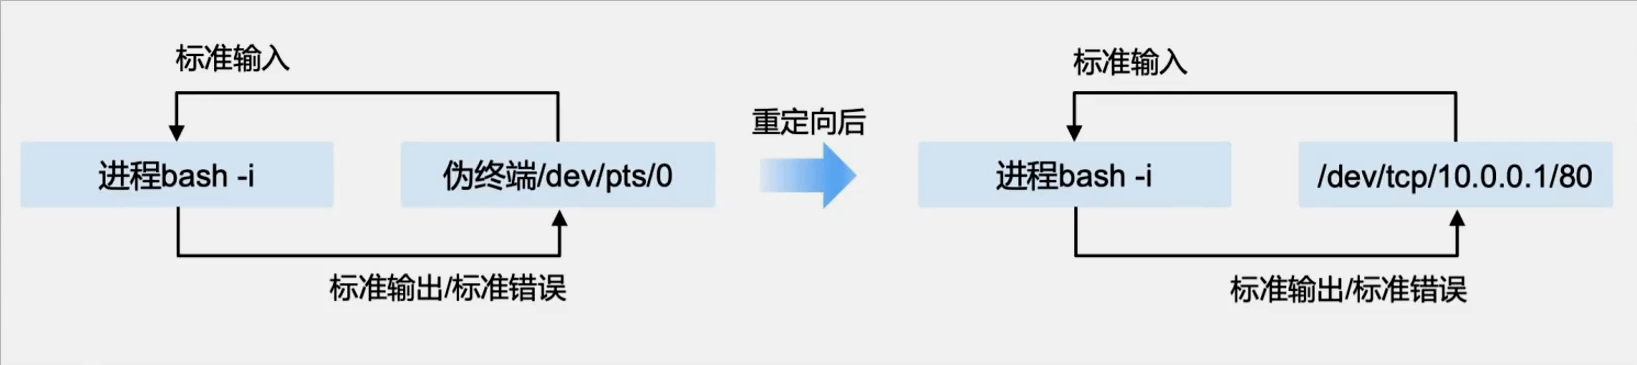 标准输入
进程bash -i
伪终端/dev/pts/0
标准输出/标准错误
重定向后
标准输入
进程bash -i
/dev/tcp/10.0.0.1/80
标准输出/标准错误